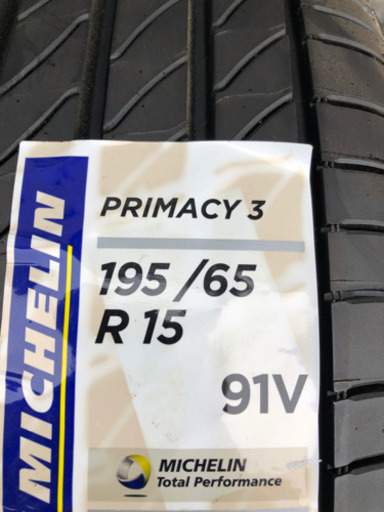 MICHELIN
PRIMACY 3
195 /65
R 15
91V
MICHELIN
Total Performance